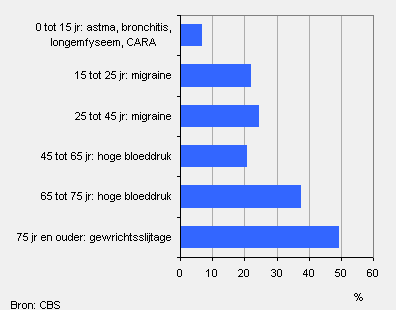 0 tot 15 jr: astma, bronchitis,
longemfyseem, CARA
15 tot 25 jr: migraine
25 tot 45 jr: migraine
45 tot 65 jr: hoge bloeddruk
65 tot 75 jr: hoge bloeddruk
75 jr en ouder: gewrichtsslijtage
0 10 20 30 40 50 60
%
Bron: CBS